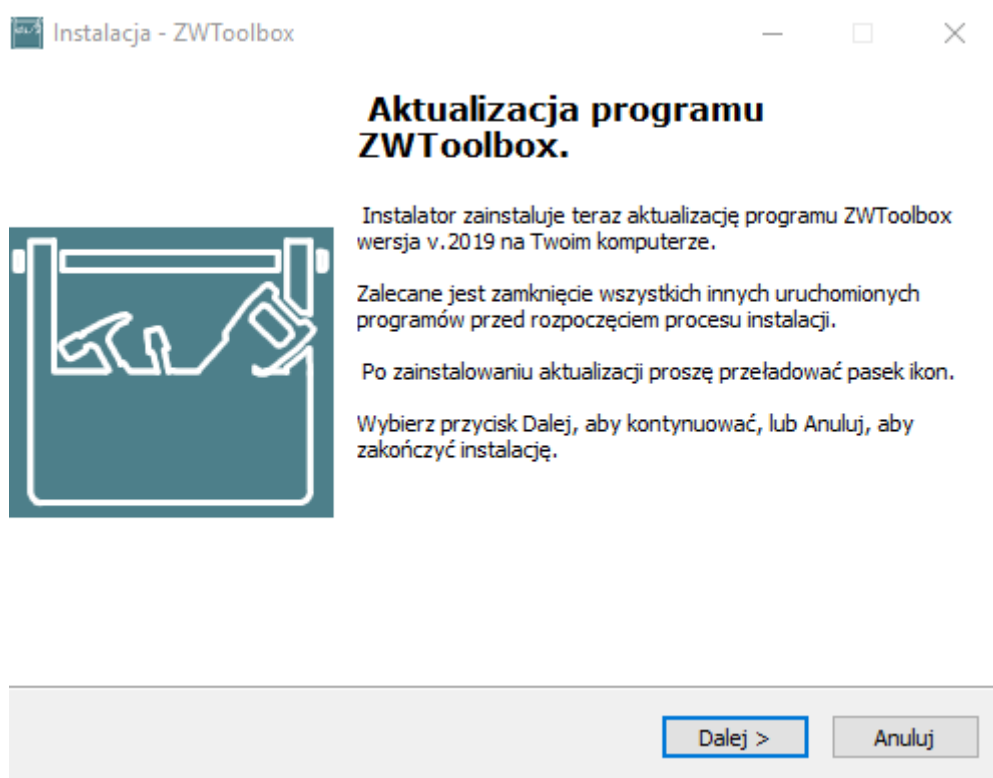 Instalacja - ZWToolbox
Aktualizacja programu
ZWToolbox.
Instalator zainstaluje teraz aktualizację programu ZWToolbox
wersja v.2019 na Twoim komputerze.
Zalecane jest zamknięcie wszystkich innych uruchomionych
programów przed rozpoczęciem procesu instalacji.
Po zainstalowaniu aktualizacji proszę przeładować pasek ikon.
Wybierz przycisk Dalej, aby kontynuować, lub Anuluj, aby
zakończyć instalację.
Dalej >
Anuluj